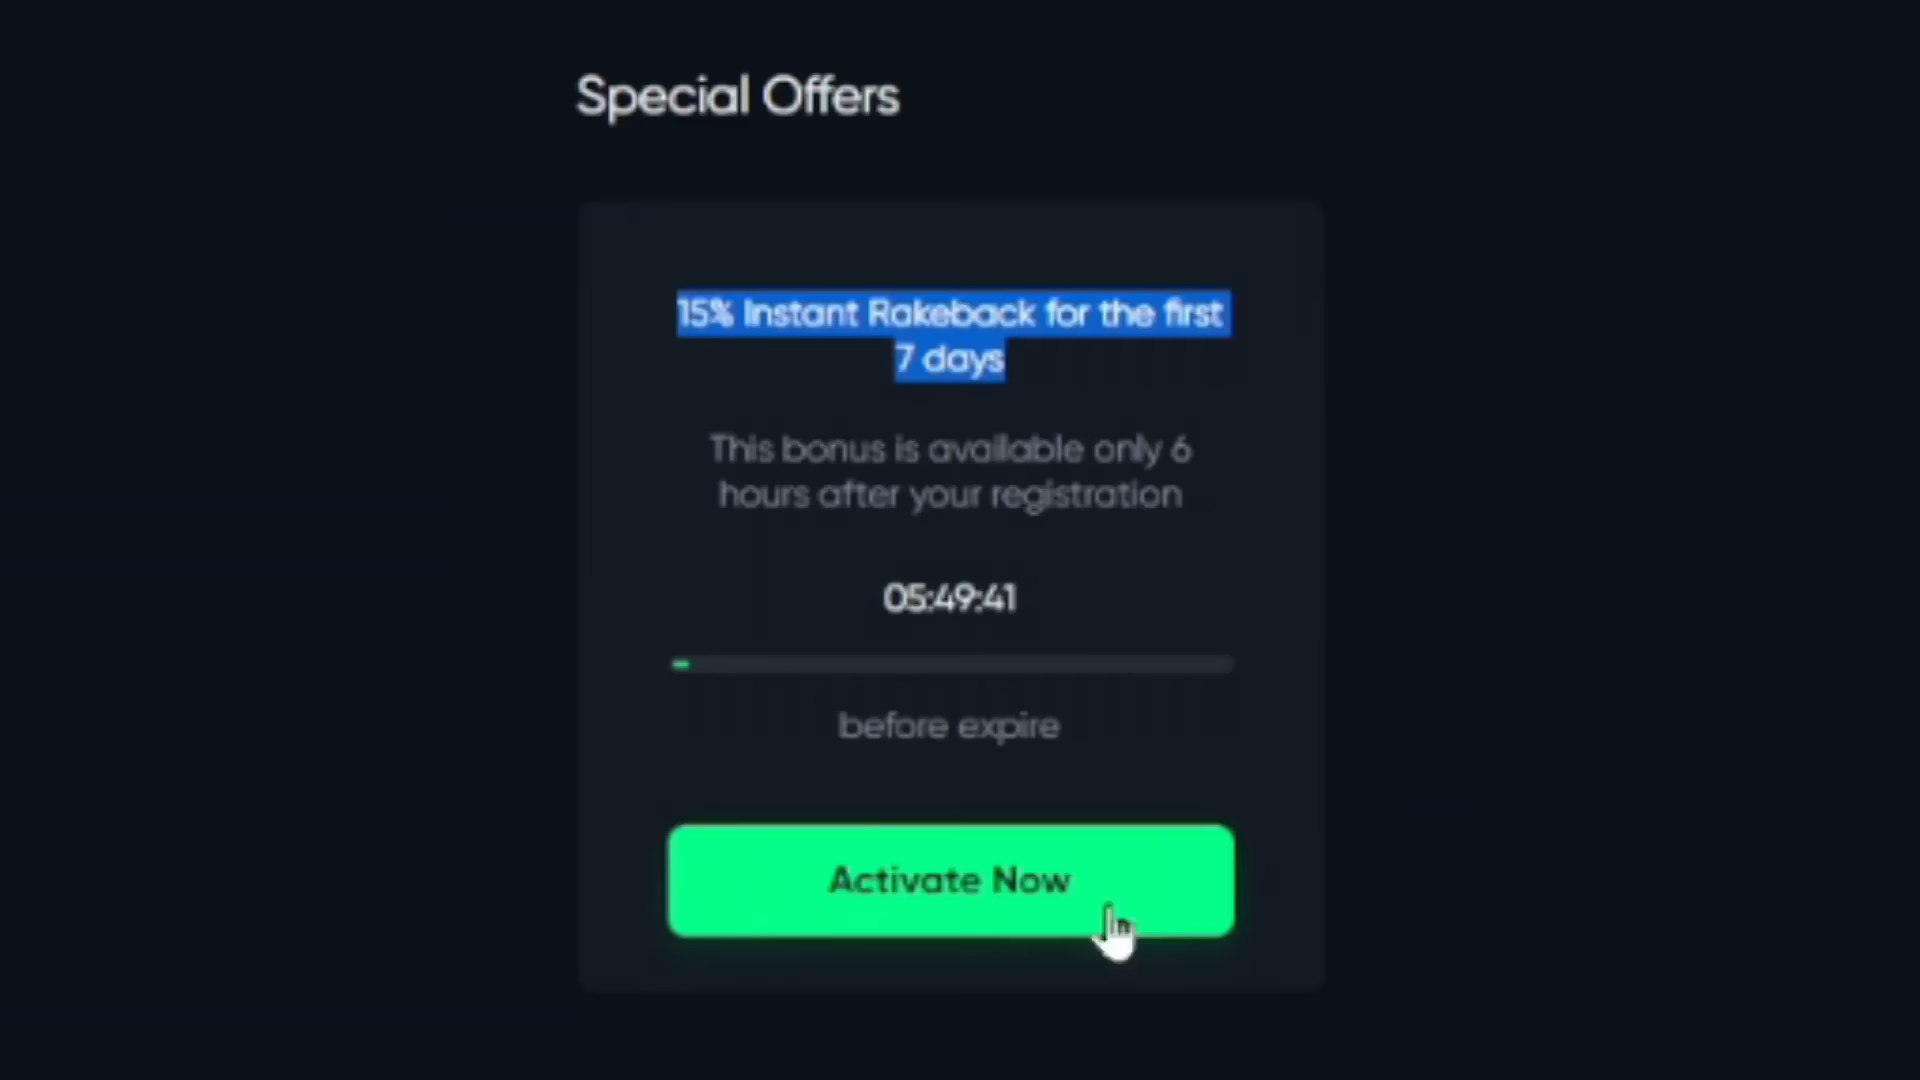 Special Offers
15% Instant Rakeback for the first
7 days
This bonus is available only 6
hours after your registration
05:49:41
before expire
Activate Now